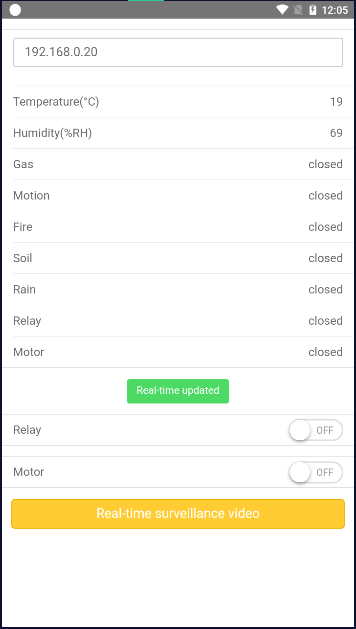 12:05
192.168.0.20
Temperature(°C) 19
Humidity(%RH) 69
Gas closed
Motion closed
Fire closed
Soil closed
Rain closed
Relay closed
Motor closed
Real-time updated
Relay OFF
Motor OFF
Real-time surveillance video